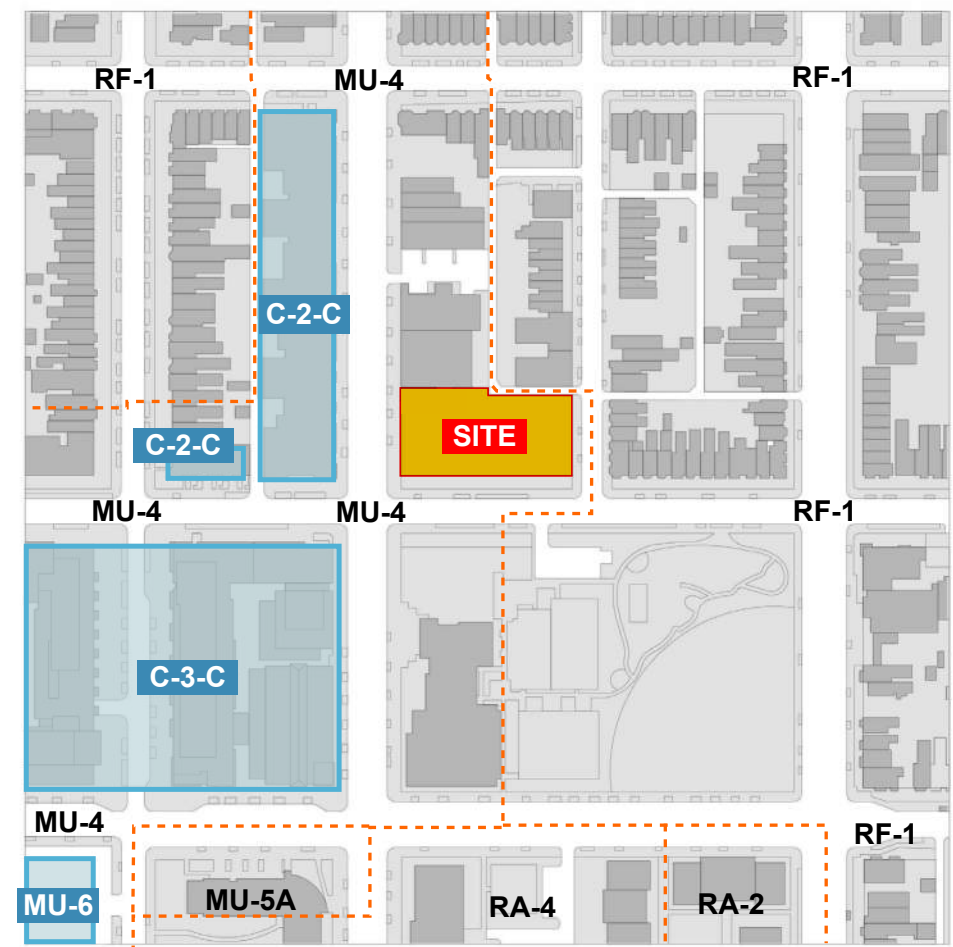 RF-1
MU-4
RF-1
C-2-C
SITE
C-2-C
MU-4
MU-4
RF-1
C-3-C
MU-4
RF-1
MU-6
MU-5A
RA-4
RA-2